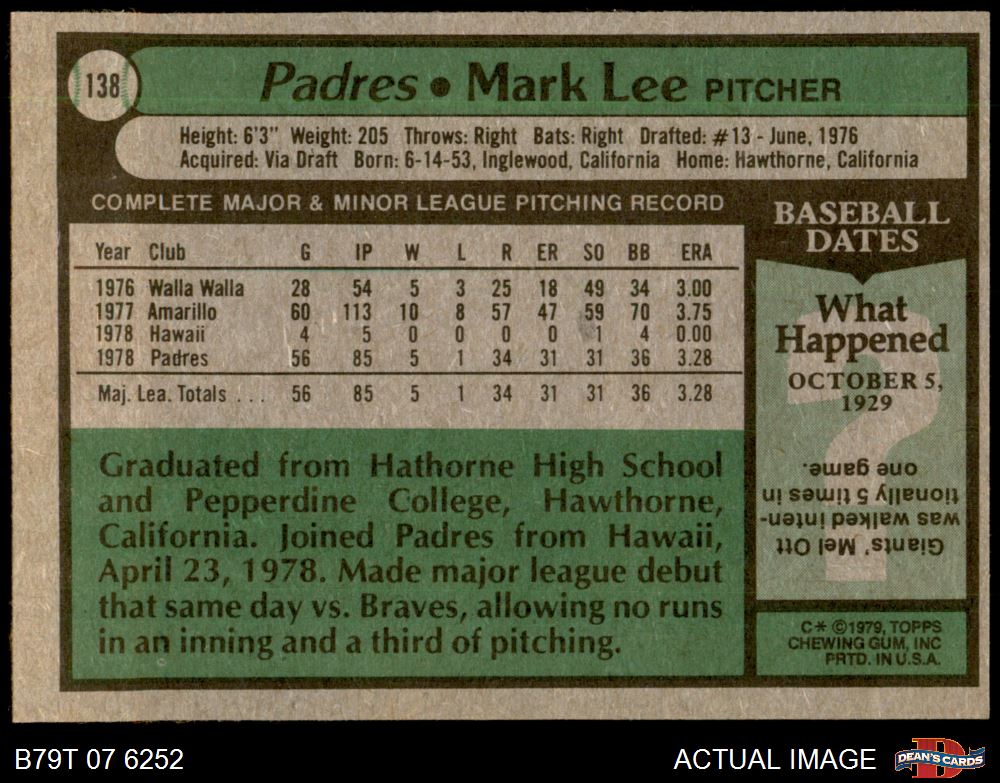 138
Padres • Mark Lee PITCHER
Height: 6'3" Weight: 205 Throws: Right Bats: Right Drafted: #13 - June, 1976
Acquired: Via Draft Born: 6-14-53, Inglewood, California Home: Hawthorne, California
COMPLETE MAJOR & MINOR LEAGUE PITCHING RECORD
Year Club G IP W L R ER SO BB ERA
1976 Walla Walla 28 54 5 3 25 18 49 34 3.00
1977 Amarillo 60 113 10 8 57 47 59 70 3.75
1978 Hawaii 4 5 0 0 0 0 1 4 0.00
1978 Padres 56 85 5 1 34 31 31 36 3.28
Maj. Lea. Totals . . . 56 85 5 1 34 31 31 36 3.28
Graduated from Hathorne High School
and Pepperdine College, Hawthorne,
California. Joined Padres from Hawaii,
April 23, 1978. Made major league debut
that same day vs. Braves, allowing no runs
in an inning and a third of pitching.
BASEBALL
DATES
What
Happened
OCTOBER 5,
1929
Giants' Mel Ott
was walked inten-
tionally 5 times in
one game.
C* ©1979, TOPPS
CHEWING GUM, INC
PRTD. IN U.S.A.
B79T 07 6252
ACTUAL IMAGE
D
DEAN'S CARDS